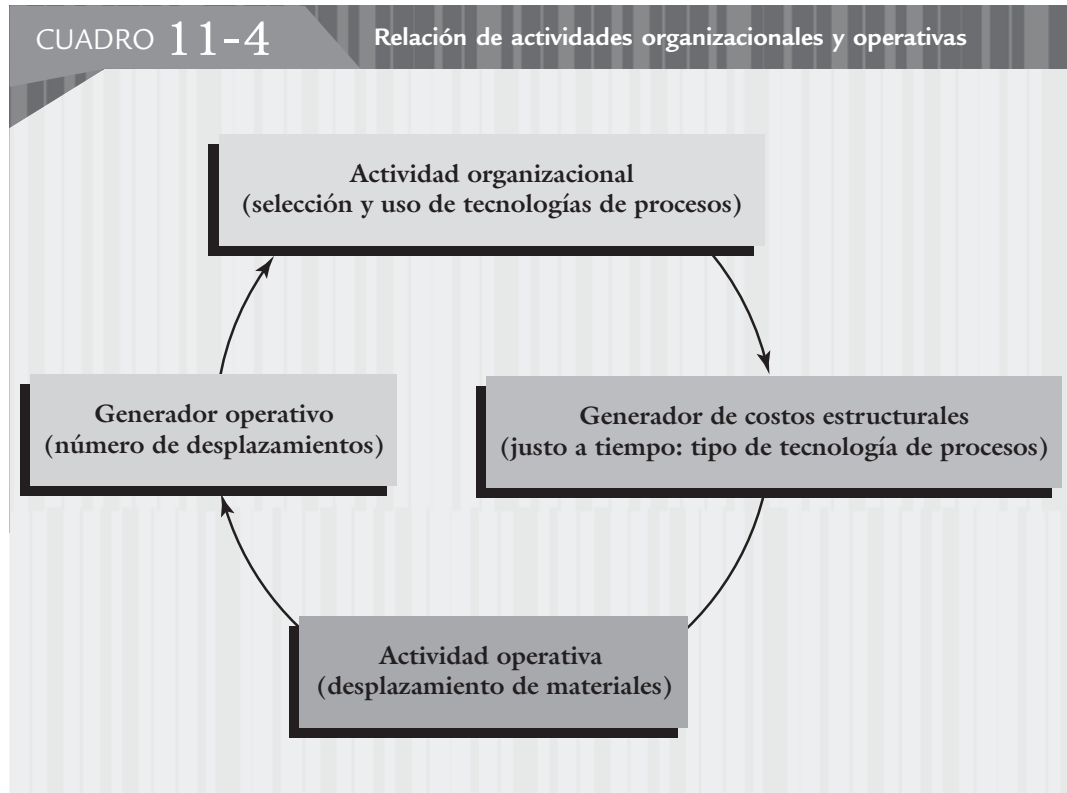 CUADRO 11-4
Relación de actividades organizacionales y operativas
Actividad organizacional
(selección y uso de tecnologías de procesos)
Generador operativo
(número de desplazamientos)
Generador de costos estructurales
(justo a tiempo: tipo de tecnología de procesos)
Actividad operativa
(desplazamiento de materiales)